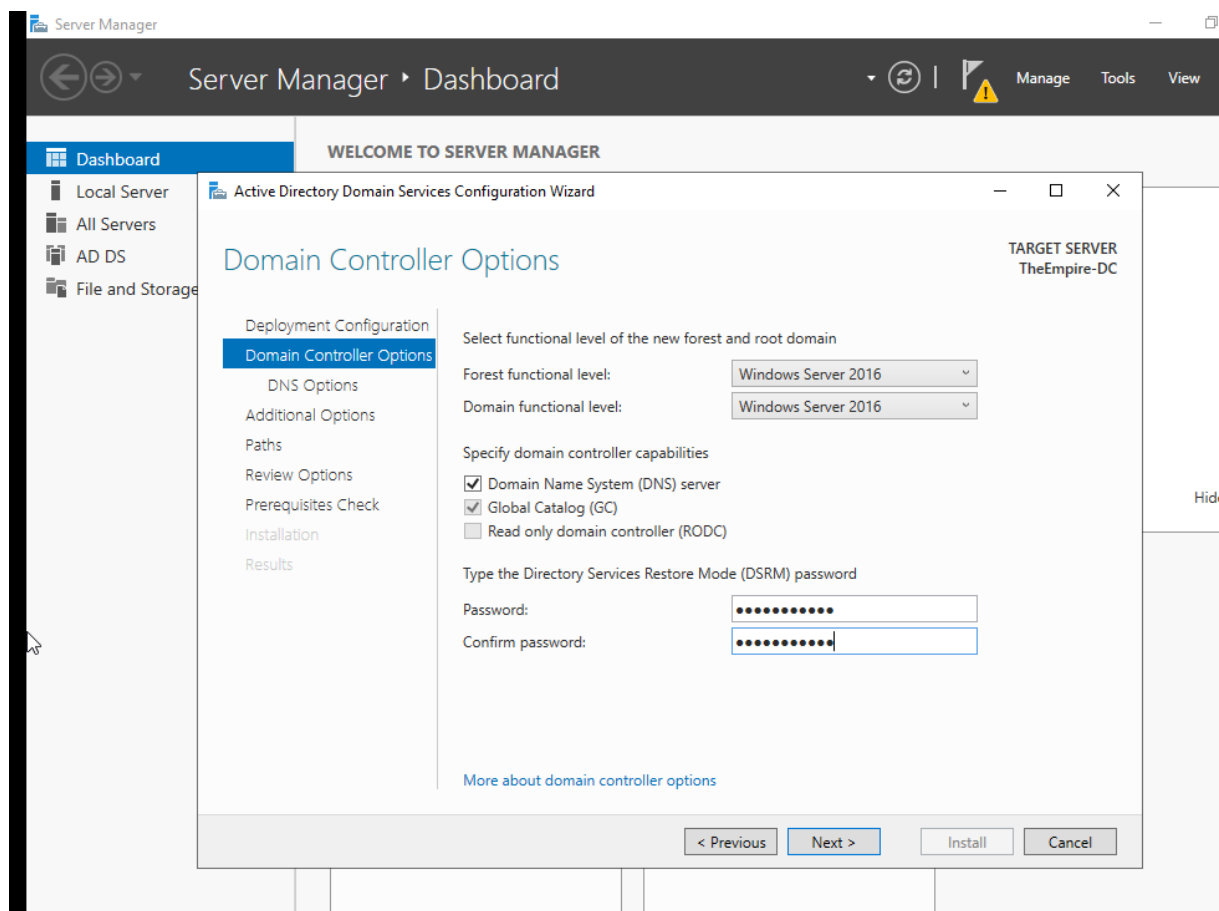 Server Manager
Server Manager ‣ Dashboard
Manage Tools View
Dashboard
Local Server
All Servers
AD DS
File and Storage
WELCOME TO SERVER MANAGER
Active Directory Domain Services Configuration Wizard
Domain Controller Options
TARGET SERVER
TheEmpire-DC
Deployment Configuration
Domain Controller Options
DNS Options
Additional Options
Paths
Review Options
Prerequisites Check
Installation
Results
Select functional level of the new forest and root domain
Forest functional level: Windows Server 2016
Domain functional level: Windows Server 2016
Specify domain controller capabilities
Domain Name System (DNS) server
Global Catalog (GC)
Read only domain controller (RODC)
Type the Directory Services Restore Mode (DSRM) password
Password: •••••••••••
Confirm password: •••••••••••
More about domain controller options
< Previous Next > Install Cancel